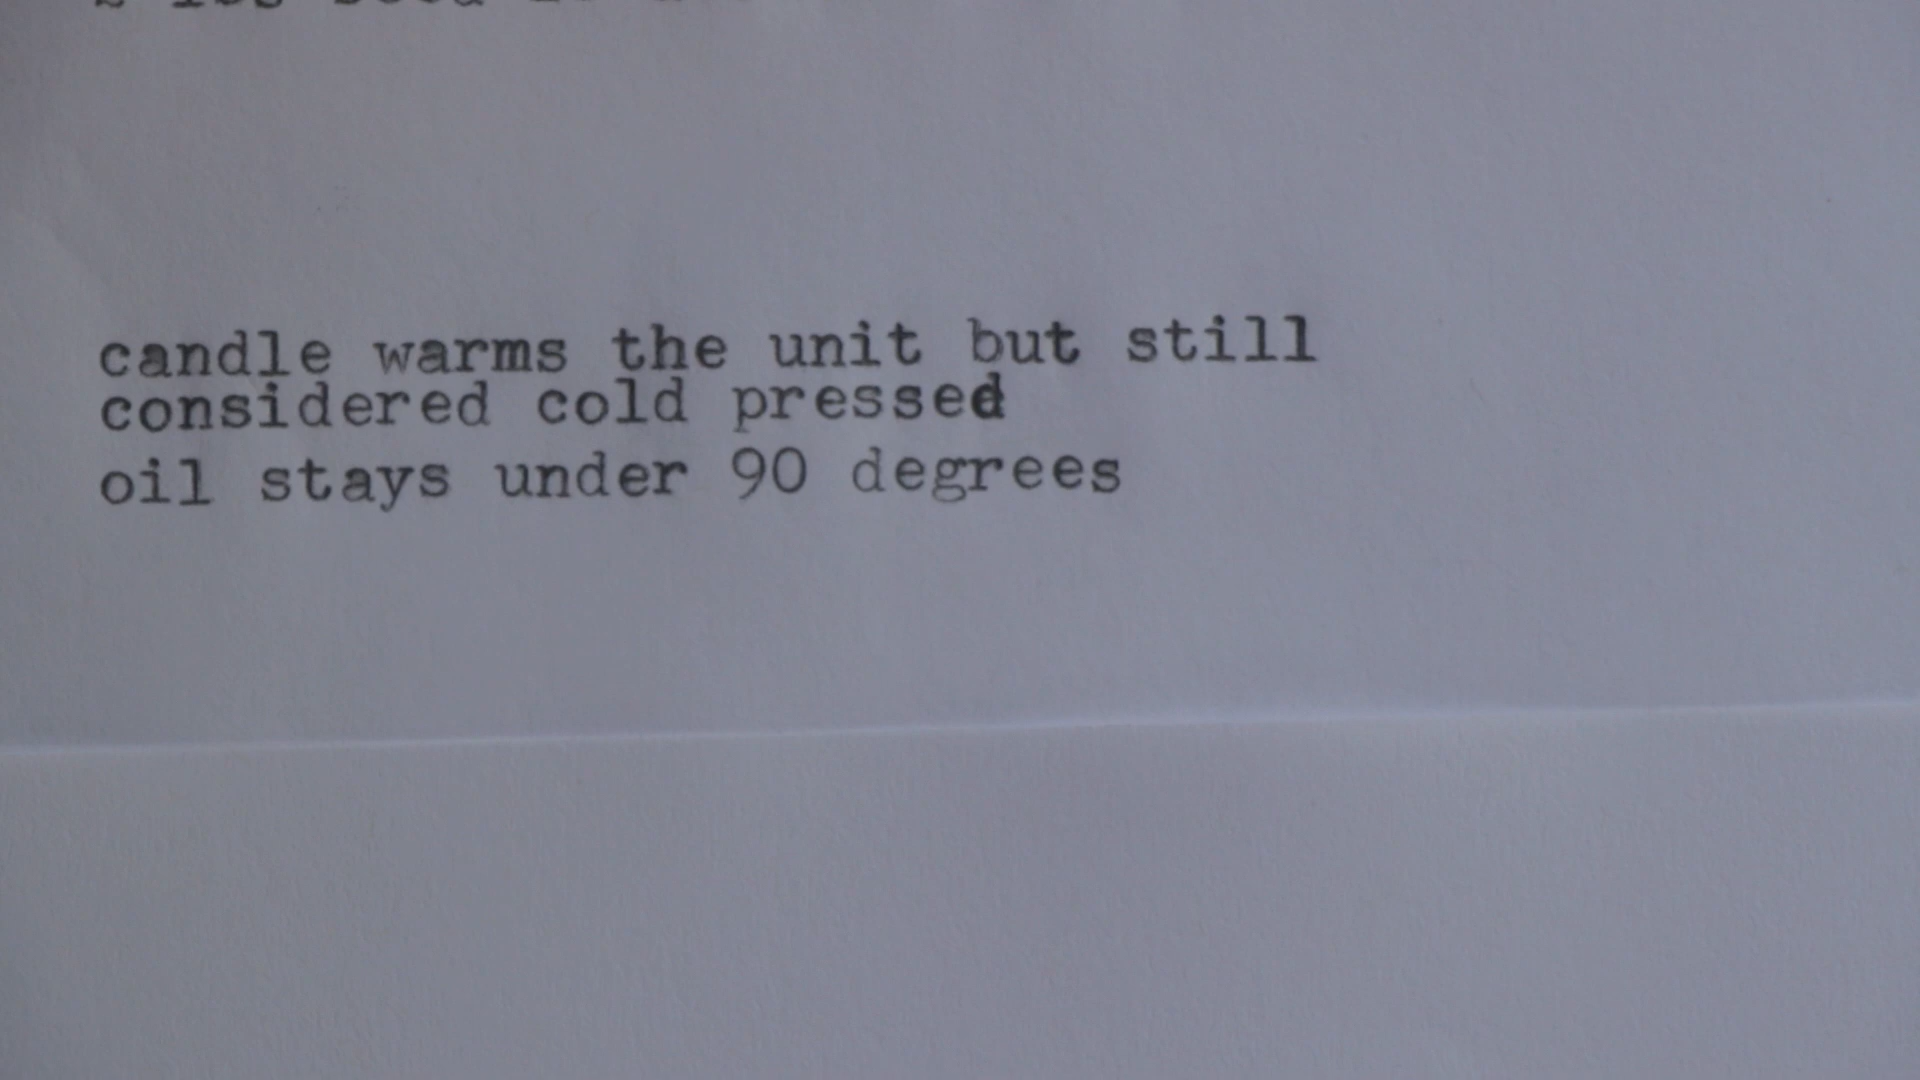 candle warms the unit but still
considered cold pressed
oil stays under 90 degrees